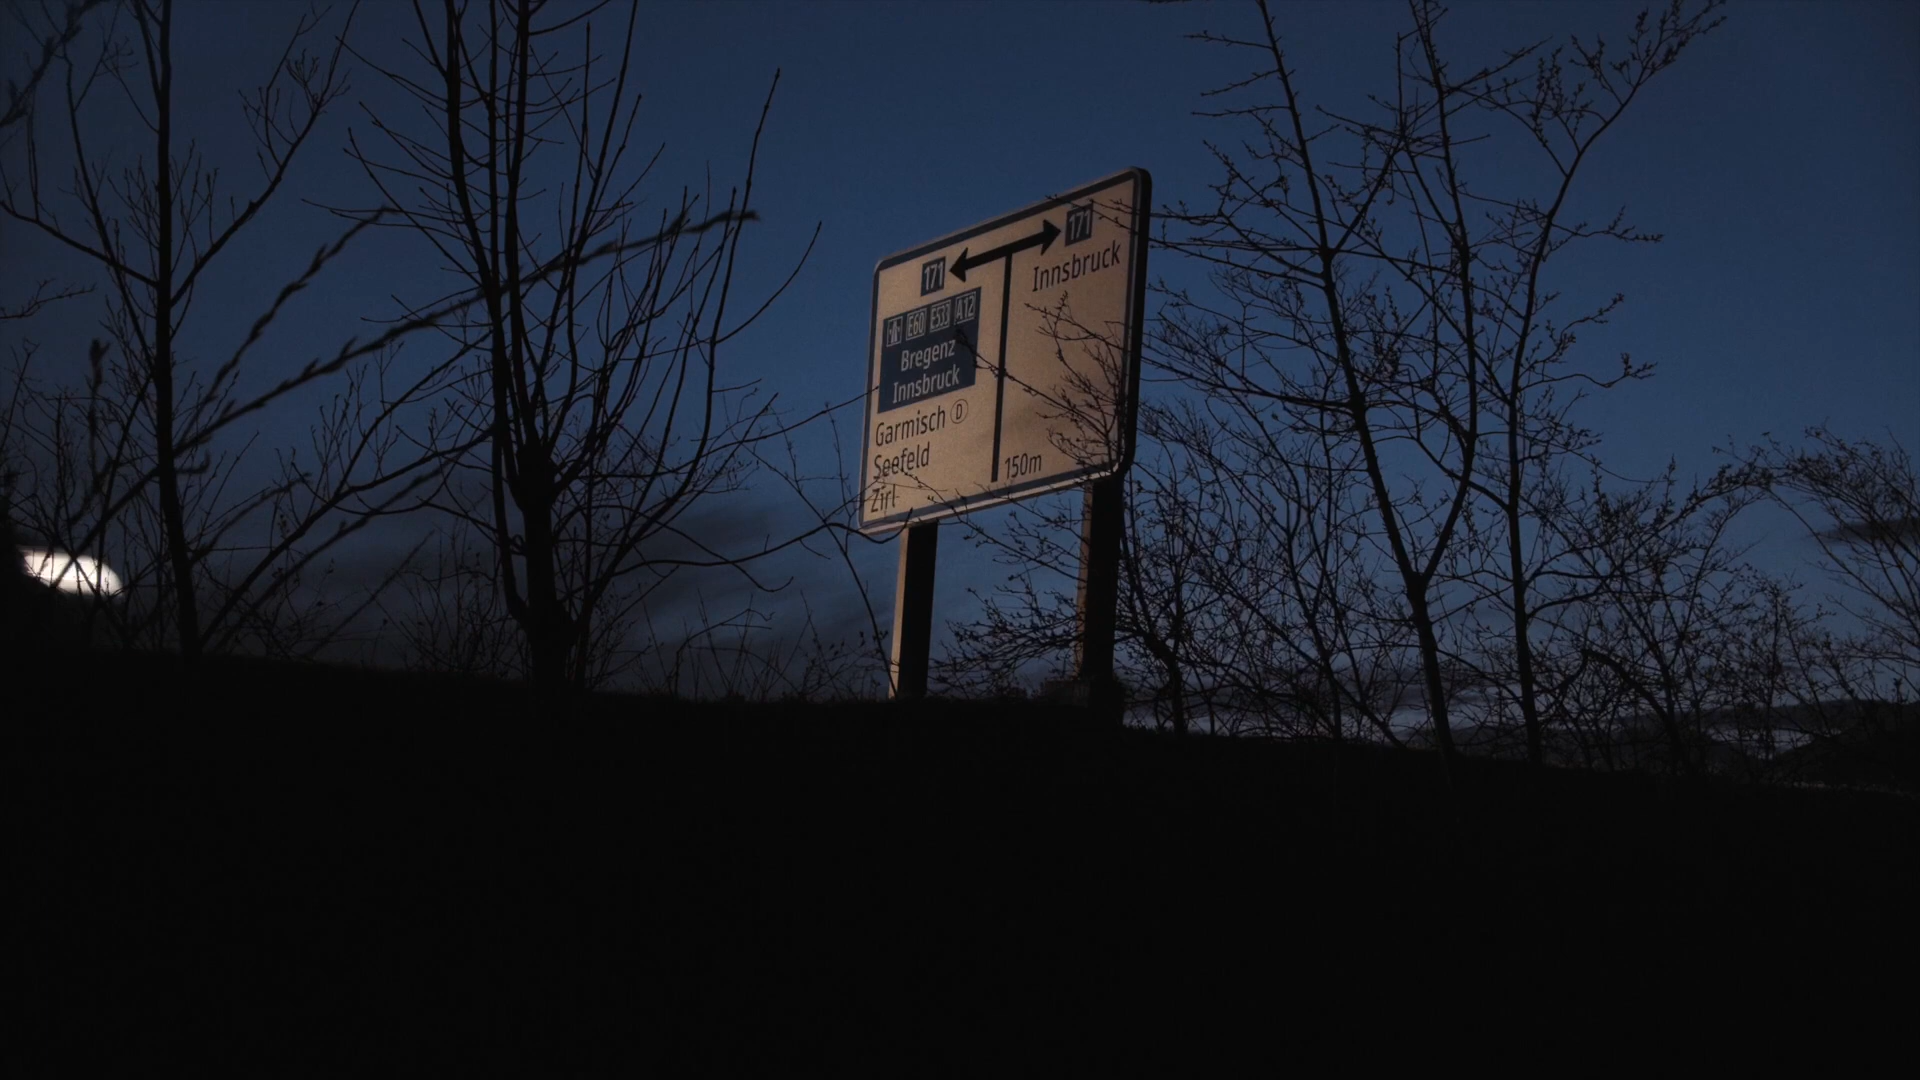 171
E60 E533 A12
Bregenz
Innsbruck
Garmisch D
Seefeld
Zirl
171
Innsbruck
150m